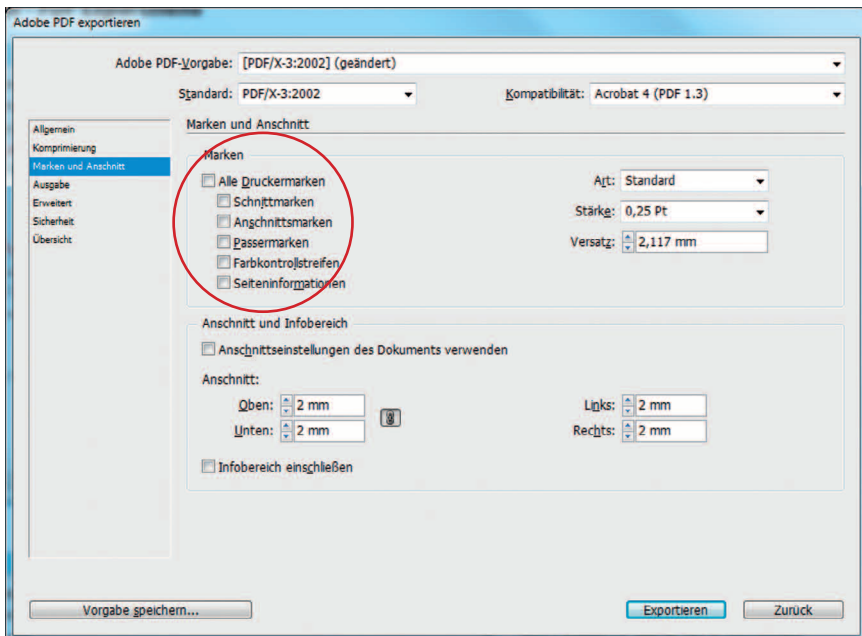 Adobe PDF exportieren
Adobe PDF-Vorgabe: [PDF/X-3:2002] (geändert)
Standard: PDF/X-3:2002 Kompatibilität: Acrobat 4 (PDF 1.3)
Allgemein
Komprimierung
Marken und Anschnitt
Ausgabe
Erweitert
Sicherheit
Übersicht
Marken und Anschnitt
Marken
Alle Druckermarken
Schnittmarken
Anschnittsmarken
Passermarken
Farbkontrollstreifen
Seiteninformationen
Art: Standard
Stärke: 0,25 Pt
Versatz: 2,117 mm
Anschnitt und Infobereich
Anschnittseinstellungen des Dokuments verwenden
Anschnitt:
Oben: 2 mm Links: 2 mm
Unten: 2 mm Rechts: 2 mm
Infobereich einschließen
Vorgabe speichern... Exportieren Zurück